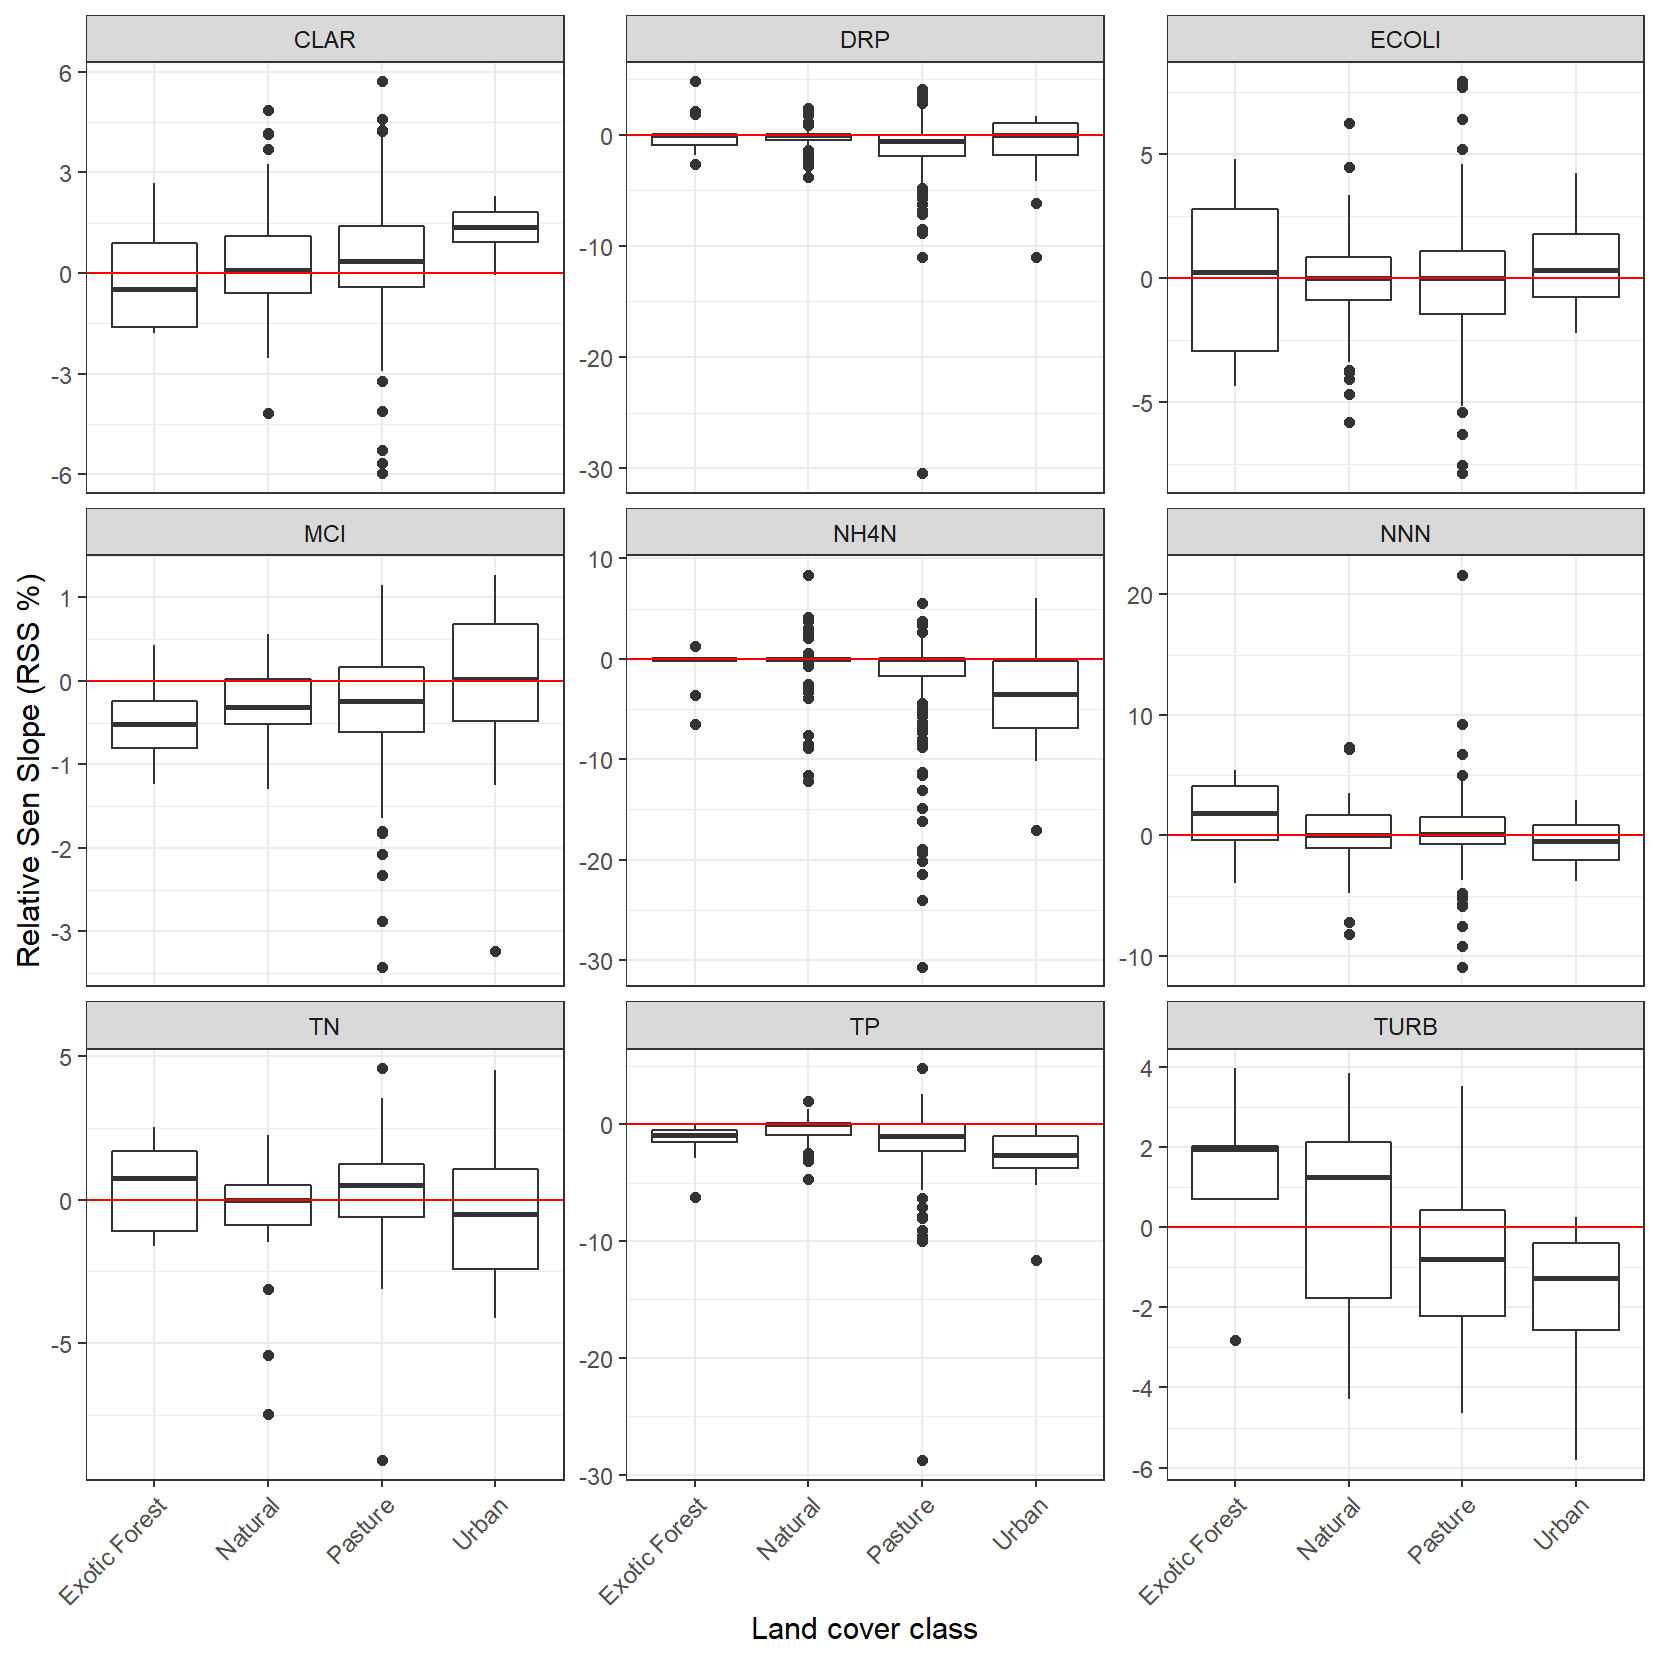 CLAR
DRP
ECOLI
6
3
0
-3
-6
0
-10
-20
-30
5
0
-5
MCI
NH4N
NNN
1
0
-1
-2
-3
10
0
-10
-20
-30
20
10
0
-10
TN
TP
TURB
5
0
-5
0
-10
-20
-30
4
2
0
-2
-4
-6
Relative Sen Slope (RSS %)
Exotic Forest
Natural
Pasture
Urban
Exotic Forest
Natural
Pasture
Urban
Exotic Forest
Natural
Pasture
Urban
Land cover class